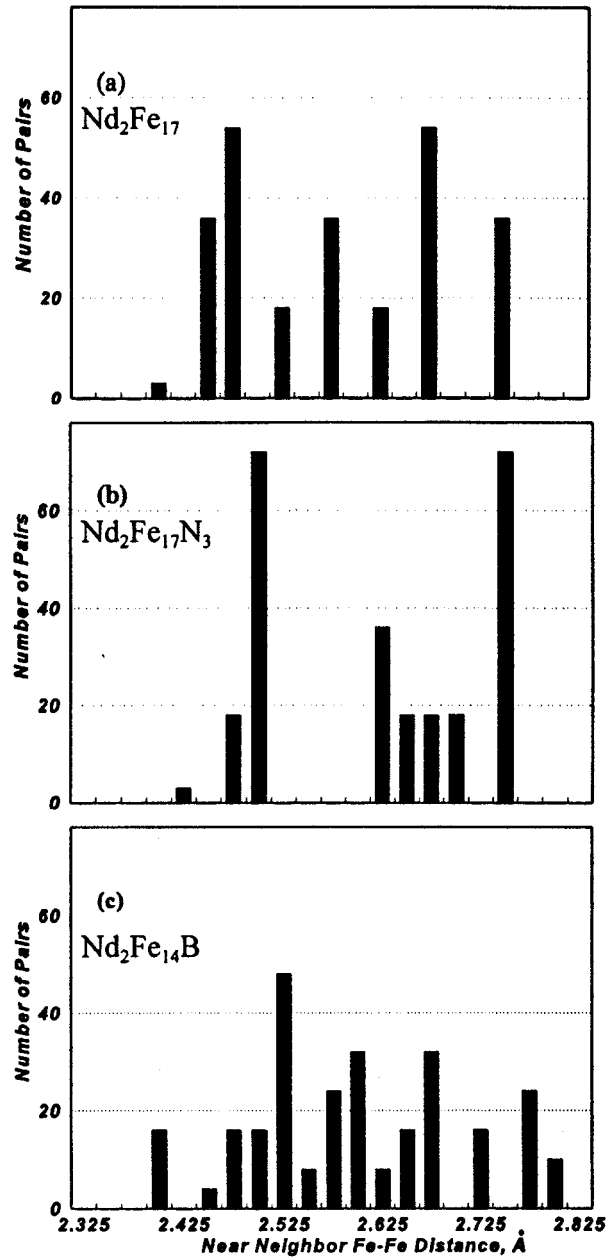 (a)
Nd₂Fe₁₇
Number of Pairs
60
40
20
0
(b)
Nd₂Fe₁₇N₃
Number of Pairs
60
40
20
0
(c)
Nd₂Fe₁₄B
Number of Pairs
60
40
20
0
2.325 2.425 2.525 2.625 2.725 2.825
Near Neighbor Fe-Fe Distance, Å